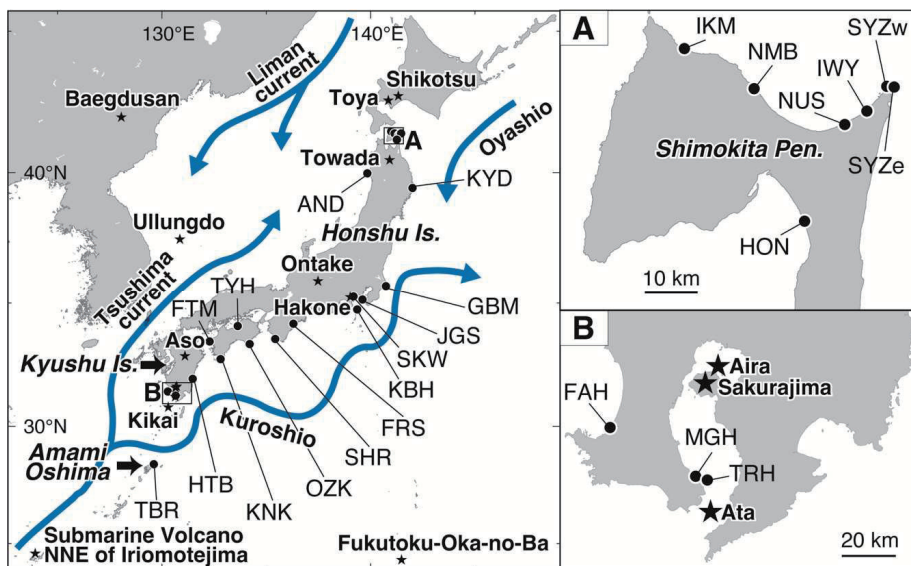 130°E
140°E
Liman
current
Shikotsu
Toya
Baegdusan
A
Oyashio
40°N
Towada
KYD
AND
Ullungdo
Honshu Is.
Tsushima
current
Ontake
TYH
FTM
Hakone
GBM
JGS
Aso
SKW
Kyushu Is.
KBH
B
FRS
Kikai
Kuroshio
30°N
SHR
Amami
Oshima
HTB
OZK
TBR
KNK
Submarine Volcano
NNE of Iriomotejima
Fukutoku-Oka-no-Ba
A
IKM
SYZw
NMB
IWY
NUS
Shimokita Pen.
SYZe
HON
10 km
B
Aira
Sakurajima
FAH
MGH
TRH
Ata
20 km